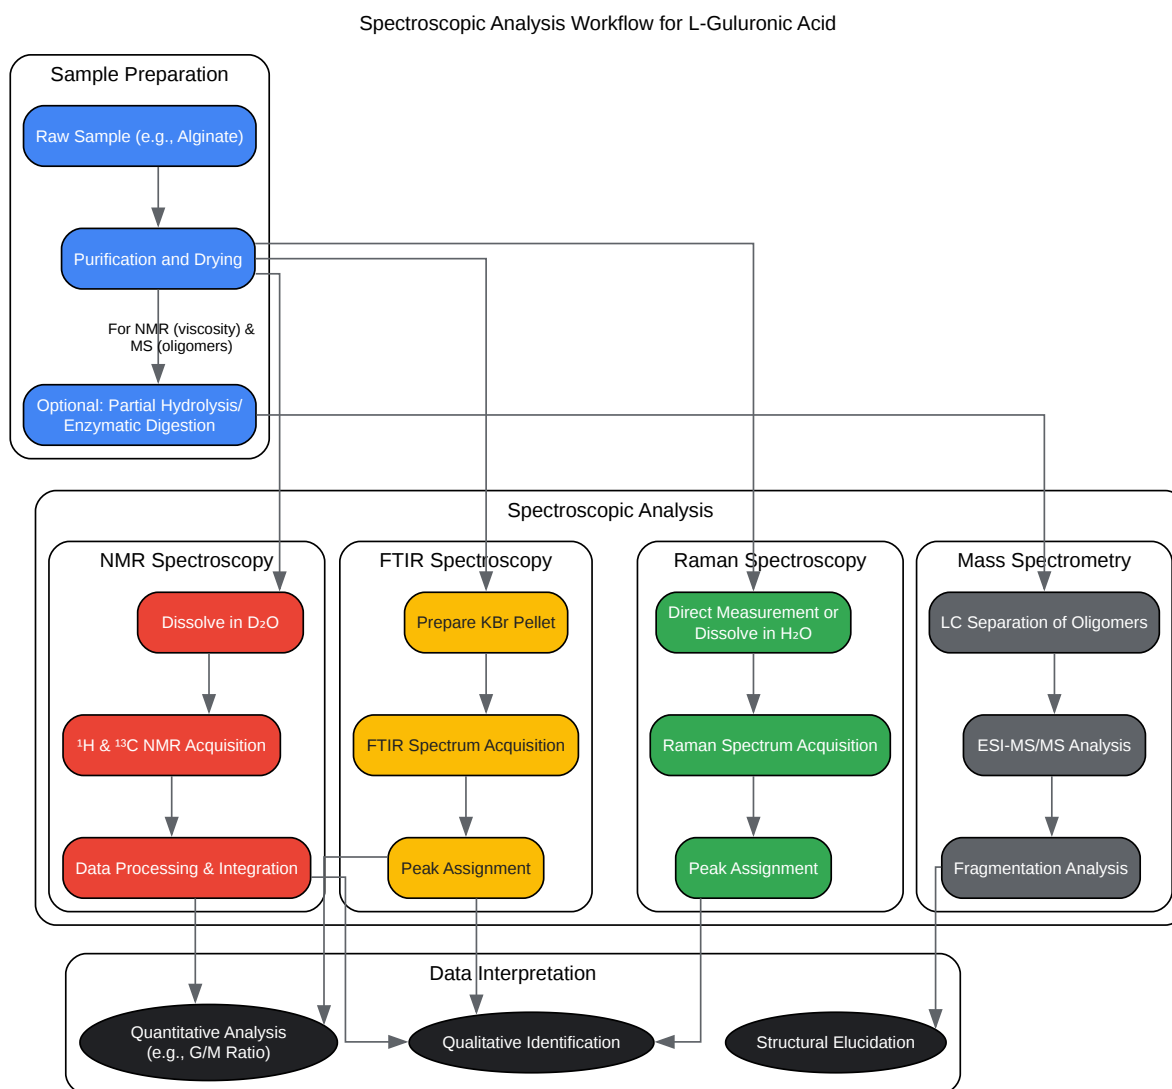 Spectroscopic Analysis Workflow for L-Guluronic Acid
Sample Preparation
Raw Sample (e.g., Alginate)
Purification and Drying
For NMR (viscosity) &
MS (oligomers)
Optional: Partial Hydrolysis/
Enzymatic Digestion
Spectroscopic Analysis
NMR Spectroscopy
Dissolve in D₂O
¹H & ¹³C NMR Acquisition
Data Processing & Integration
FTIR Spectroscopy
Prepare KBr Pellet
FTIR Spectrum Acquisition
Peak Assignment
Raman Spectroscopy
Direct Measurement or
Dissolve in H₂O
Raman Spectrum Acquisition
Peak Assignment
Mass Spectrometry
LC Separation of Oligomers
ESI-MS/MS Analysis
Fragmentation Analysis
Data Interpretation
Quantitative Analysis
(e.g., G/M Ratio)
Qualitative Identification
Structural Elucidation